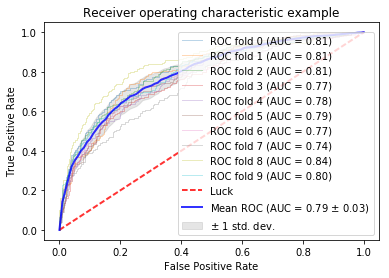 Receiver operating characteristic example
True Positive Rate
1.0
0.8
0.6
0.4
0.2
0.0
ROC fold 0 (AUC = 0.81)
ROC fold 1 (AUC = 0.81)
ROC fold 2 (AUC = 0.81)
ROC fold 3 (AUC = 0.77)
ROC fold 4 (AUC = 0.78)
ROC fold 5 (AUC = 0.79)
ROC fold 6 (AUC = 0.77)
ROC fold 7 (AUC = 0.74)
ROC fold 8 (AUC = 0.84)
ROC fold 9 (AUC = 0.80)
Luck
Mean ROC (AUC = 0.79 ± 0.03)
± 1 std. dev.
0.0 0.2 0.4 0.6 0.8 1.0
False Positive Rate